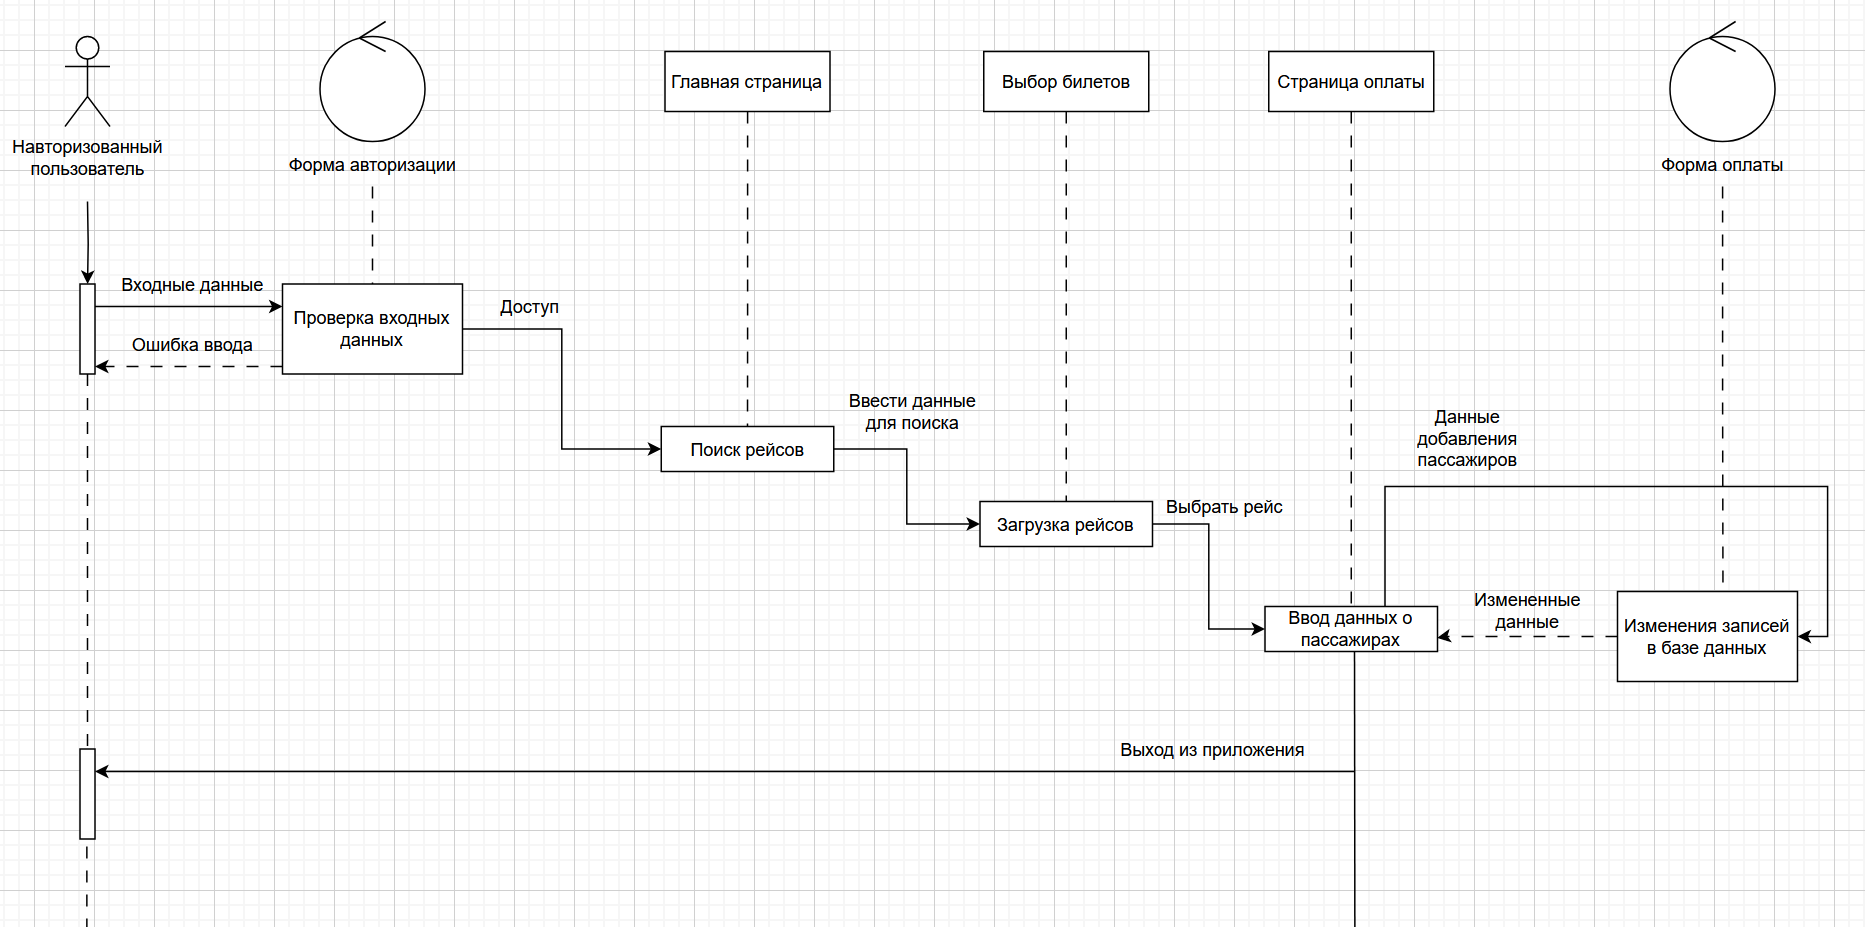 Навторизованный
пользователь
Форма авторизации
Главная страница
Выбор билетов
Страница оплаты
Форма оплаты
Входные данные
Ошибка ввода
Проверка входных
данных
Доступ
Поиск рейсов
Ввести данные
для поиска
Загрузка рейсов
Выбрать рейс
Данные
добавления
пассажиров
Ввод данных о
пассажирах
Измененные
данные
Изменения записей
в базе данных
Выход из приложения